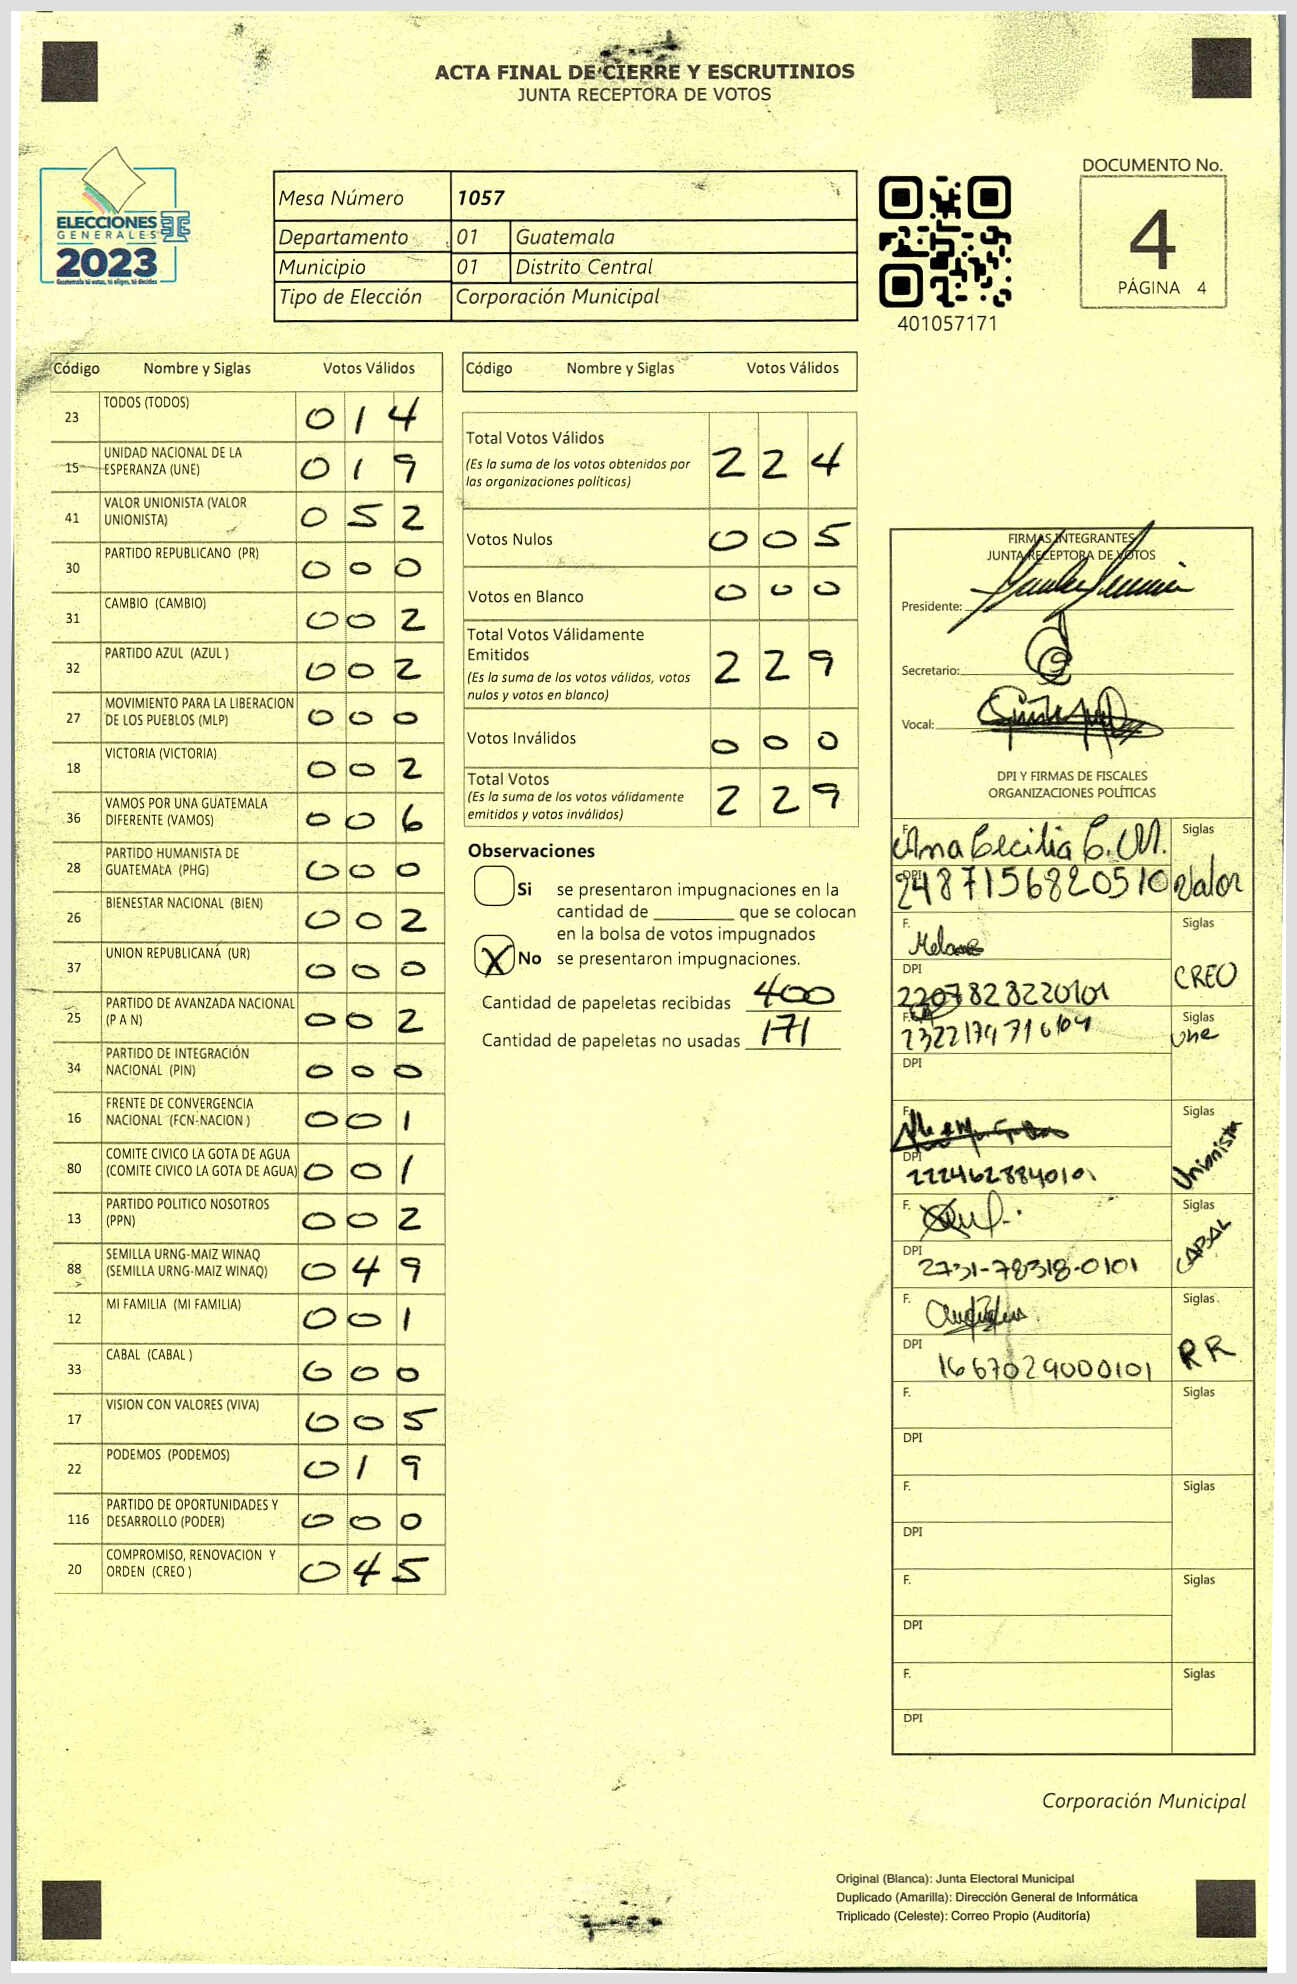 ACTA FINAL DE CIERRE Y ESCRUTINIOS
JUNTA RECEPTORA DE VOTOS
ELECCIONES
GENERALES
2023
Guatemala tú votas, tú eliges, tú decides
Mesa Número 1057
Departamento 01 Guatemala
Municipio 01 Distrito Central
Tipo de Elección Corporación Municipal
401057171
DOCUMENTO No.
4
PÁGINA 4
Código Nombre y Siglas Votos Válidos
23 TODOS (TODOS) 0 1 4
15 UNIDAD NACIONAL DE LA ESPERANZA (UNE) 0 1 9
41 VALOR UNIONISTA (VALOR UNIONISTA) 0 5 2
30 PARTIDO REPUBLICANO (PR) 0 0 0
31 CAMBIO (CAMBIO) 0 0 2
32 PARTIDO AZUL (AZUL ) 0 0 2
27 MOVIMIENTO PARA LA LIBERACION DE LOS PUEBLOS (MLP) 0 0 0
18 VICTORIA (VICTORIA) 0 0 2
36 VAMOS POR UNA GUATEMALA DIFERENTE (VAMOS) 0 0 6
28 PARTIDO HUMANISTA DE GUATEMALA (PHG) 0 0 0
26 BIENESTAR NACIONAL (BIEN) 0 0 2
37 UNION REPUBLICANA (UR) 0 0 0
25 PARTIDO DE AVANZADA NACIONAL (P A N) 0 0 2
34 PARTIDO DE INTEGRACIÓN NACIONAL (PIN) 0 0 0
16 FRENTE DE CONVERGENCIA NACIONAL (FCN-NACION ) 0 0 1
80 COMITE CIVICO LA GOTA DE AGUA (COMITE CIVICO LA GOTA DE AGUA) 0 0 1
13 PARTIDO POLITICO NOSOTROS (PPN) 0 0 2
88 SEMILLA URNG-MAIZ WINAQ (SEMILLA URNG-MAIZ WINAQ) 0 4 9
12 MI FAMILIA (MI FAMILIA) 0 0 1
33 CABAL (CABAL ) 0 0 0
17 VISION CON VALORES (VIVA) 0 0 5
22 PODEMOS (PODEMOS) 0 1 9
116 PARTIDO DE OPORTUNIDADES Y DESARROLLO (PODER) 0 0 0
20 COMPROMISO, RENOVACION Y ORDEN (CREO ) 0 4 5
Código Nombre y Siglas Votos Válidos
Total Votos Válidos 2 2 4
(Es la suma de los votos obtenidos por
las organizaciones políticas)
Votos Nulos 0 0 5
Votos en Blanco 0 0 0
Total Votos Válidamente
Emitidos 2 2 9
(Es la suma de los votos válidos, votos
nulos y votos en blanco)
Votos Inválidos 0 0 0
Total Votos 2 2 9
(Es la suma de los votos válidamente
emitidos y votos inválidos)
Observaciones
Si se presentaron impugnaciones en la
cantidad de ________ que se colocan
en la bolsa de votos impugnados
X No se presentaron impugnaciones.
Cantidad de papeletas recibidas 400
Cantidad de papeletas no usadas 171
FIRMAS INTEGRANTES
JUNTA RECEPTORA DE VOTOS
Presidente:
Secretario:
Vocal:
DPI Y FIRMAS DE FISCALES
ORGANIZACIONES POLÍTICAS
F. Ana Cecilia C. M. Siglas
DPI 2487156820510 Valor
F. Siglas
DPI CREO
2207828220101
F. Siglas
2322179716104 Une
DPI
F. Siglas
DPI Unionista
2224628840101
F. Siglas
DPI CABAL
2731-78318-0101
F. Siglas
DPI RR
1667029000101
F. Siglas
DPI
F. Siglas
DPI
F. Siglas
DPI
F. Siglas
DPI
Corporación Municipal
Original (Blanca): Junta Electoral Municipal
Duplicado (Amarilla): Dirección General de Informática
Triplicado (Celeste): Correo Propio (Auditoría)